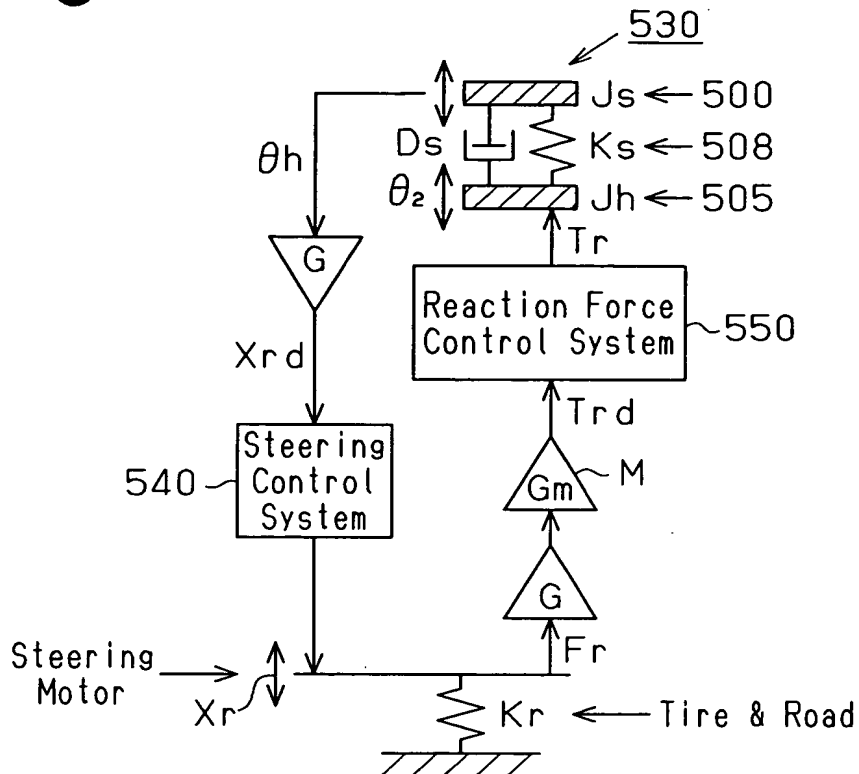 530
Js
500
Ds
Ks
508
θh
θ₂
Jh
505
Tr
G
Reaction Force
Control System
550
Xrd
Trd
Steering
Control
System
540
Gm
M
G
Fr
Steering
Motor
Xr
Kr
Tire & Road